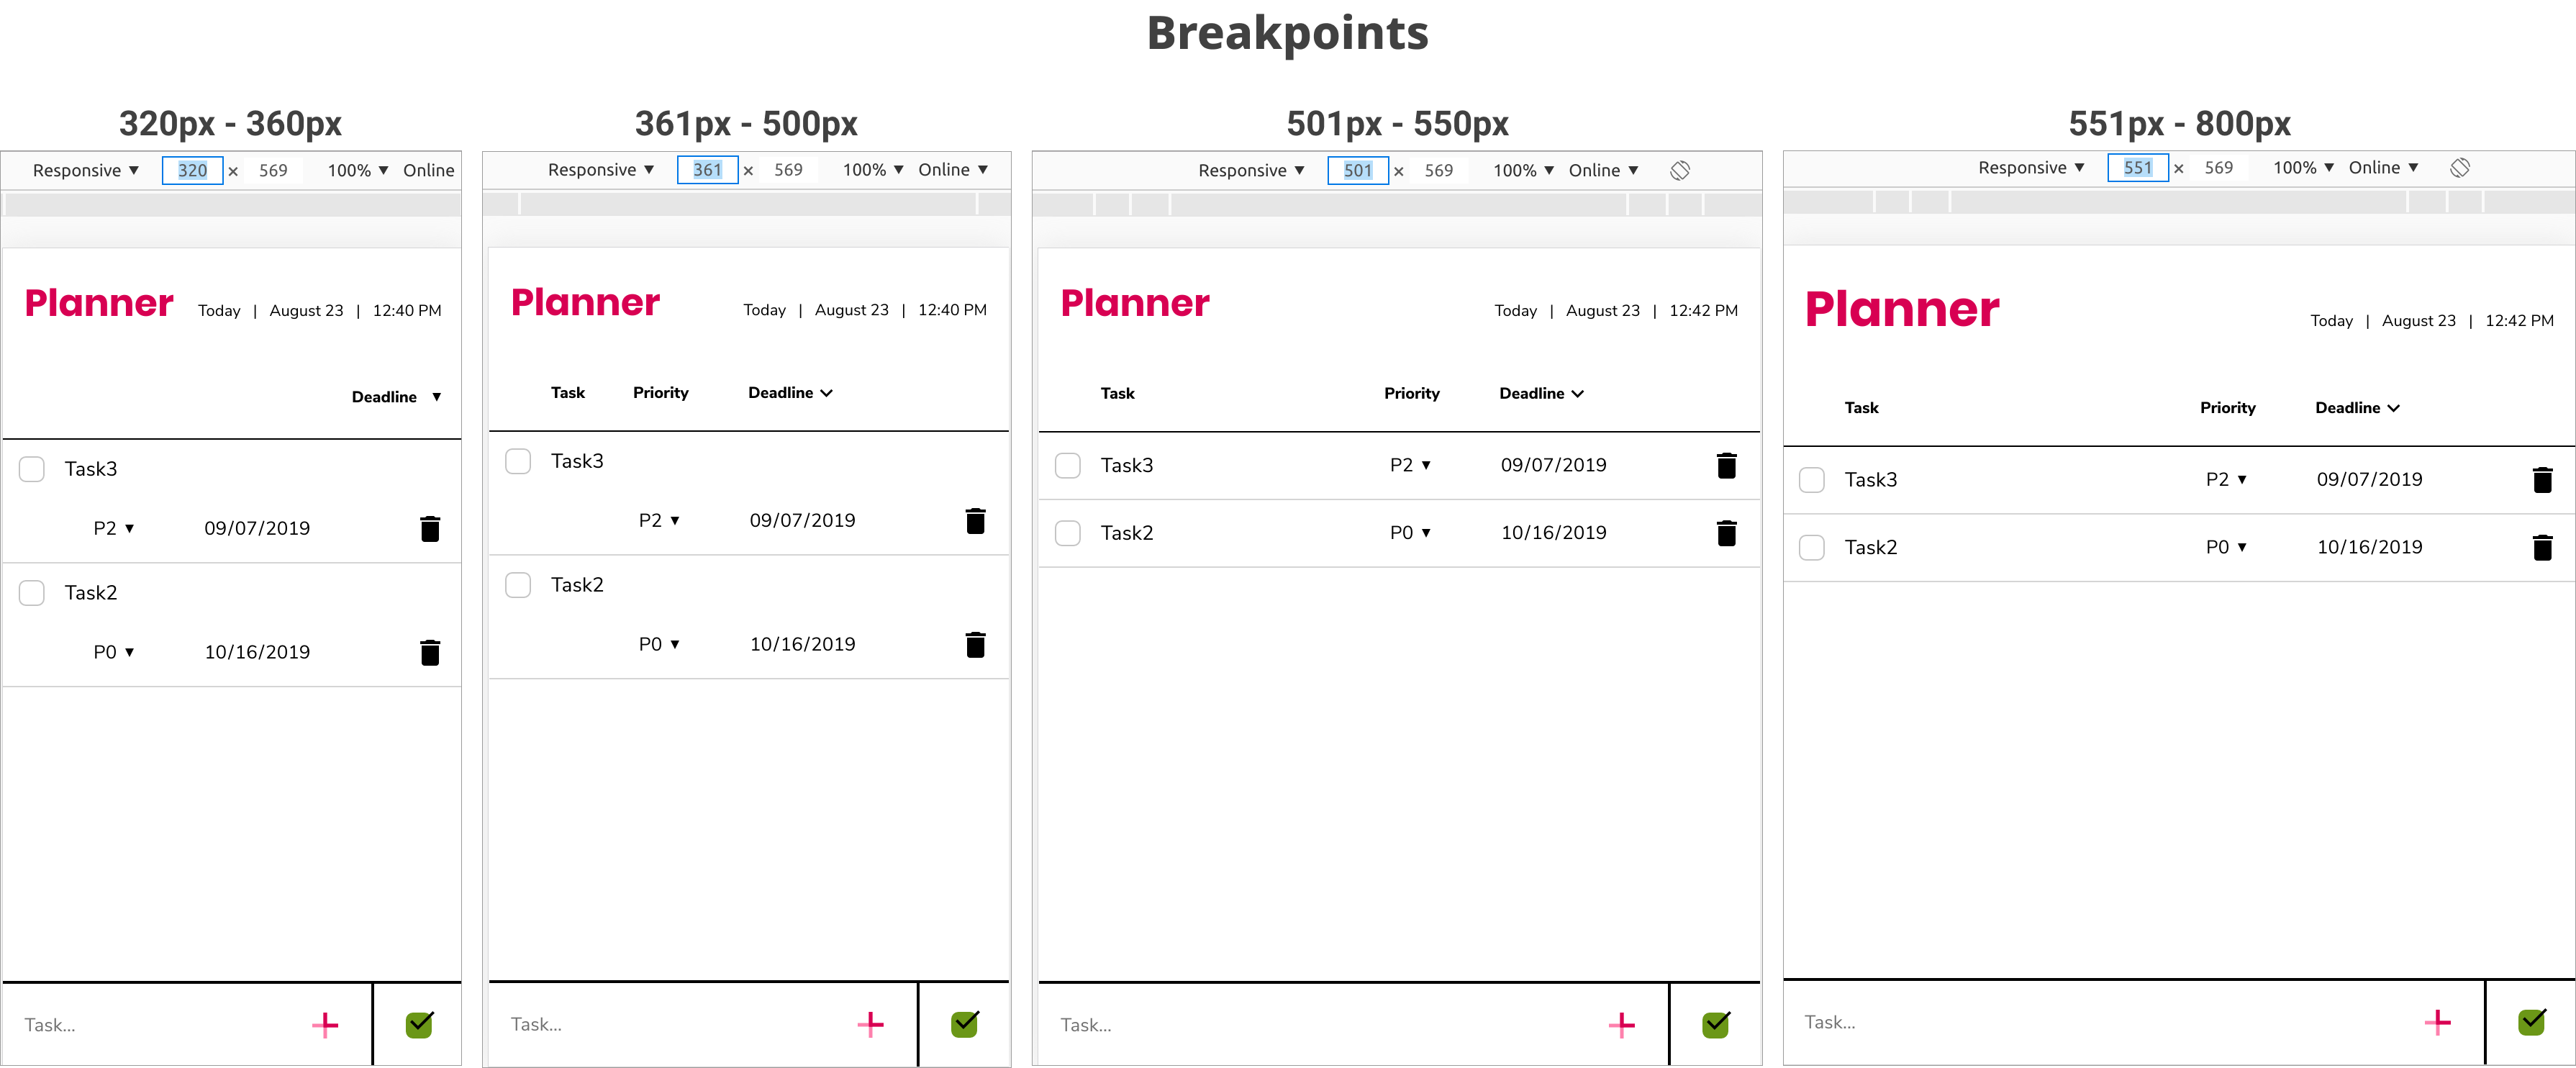 Breakpoints
320px - 360px
Responsive ▼ 320 × 569 100% ▼ Online
Planner Today | August 23 | 12:40 PM
Deadline ▼
Task3
P2 ▼ 09/07/2019
Task2
P0 ▼ 10/16/2019
Task...
361px - 500px
Responsive ▼ 361 × 569 100% ▼ Online ▼
Planner Today | August 23 | 12:40 PM
Task Priority Deadline
Task3
P2 ▼ 09/07/2019
Task2
P0 ▼ 10/16/2019
Task...
501px - 550px
Responsive ▼ 501 × 569 100% ▼ Online ▼
Planner Today | August 23 | 12:42 PM
Task Priority Deadline
Task3 P2 ▼ 09/07/2019
Task2 P0 ▼ 10/16/2019
Task...
551px - 800px
Responsive ▼ 551 × 569 100% ▼ Online ▼
Planner Today | August 23 | 12:42 PM
Task Priority Deadline
Task3 P2 ▼ 09/07/2019
Task2 P0 ▼ 10/16/2019
Task...